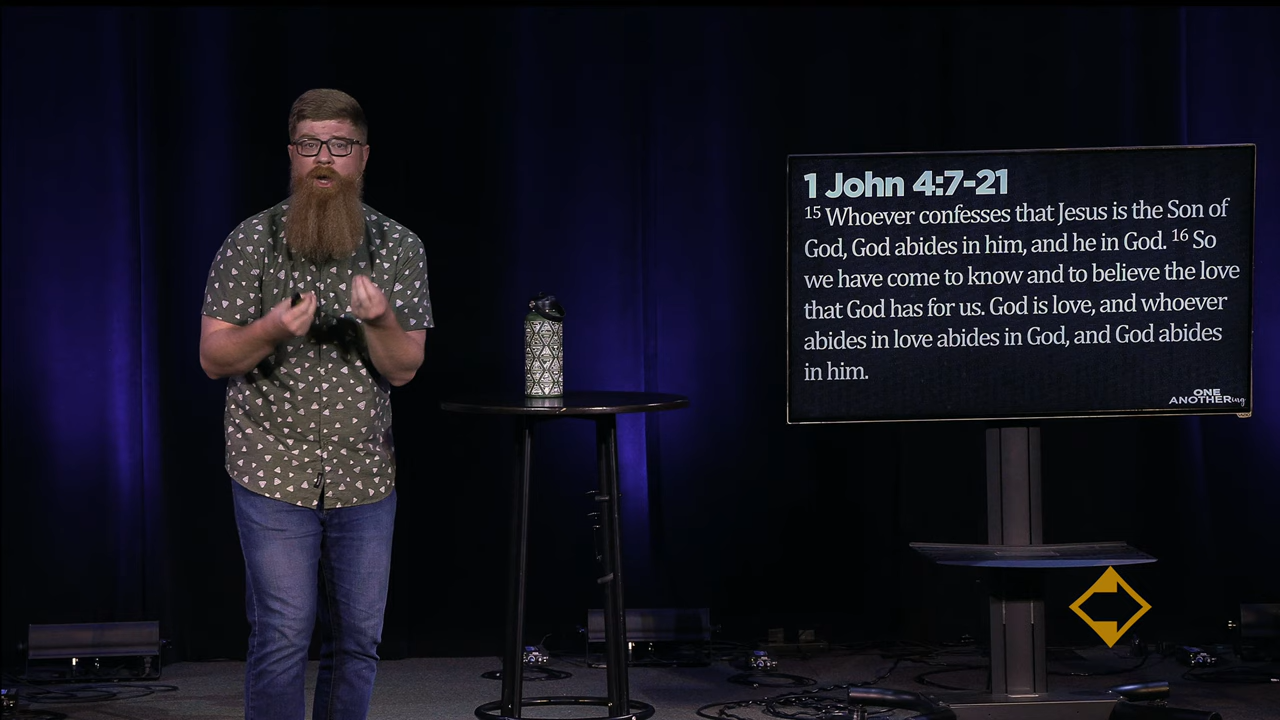 1 John 4:7-21
15 Whoever confesses that Jesus is the Son of
God, God abides in him, and he in God. 16 So
we have come to know and to believe the love
that God has for us. God is love, and whoever
abides in love abides in God, and God abides
in him.
ONE
ANOTHERing